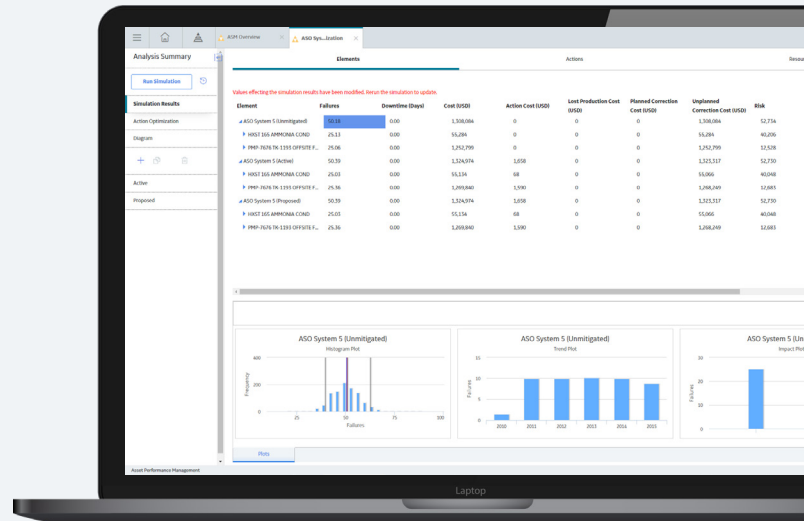 ASM Overview × ASO Sys...ization ×
Analysis Summary
Run Simulation
Simulation Results
Action Optimization
Diagram
Active
Proposed
Elements Actions Resour
Values effecting the simulation results have been modified. Rerun the simulation to update.
Element Failures Downtime (Days) Cost (USD) Action Cost (USD) Lost Production Cost (USD) Planned Correction Cost (USD) Unplanned Correction Cost (USD) Risk
ASO System 5 (Unmitigated) 50.18 0.00 1,308,084 0 0 0 1,308,084 52,734
HXST 165 AMMONIA COND 25.13 0.00 55,284 0 0 0 55,284 40,206
PMP-7676 TK-1193 OFFSITE F... 25.06 0.00 1,252,799 0 0 0 1,252,799 12,528
ASO System 5 (Active) 50.39 0.00 1,324,974 1,658 0 0 1,323,317 52,730
HXST 165 AMMONIA COND 25.03 0.00 55,134 68 0 0 55,066 40,048
PMP-7676 TK-1193 OFFSITE F... 25.36 0.00 1,269,840 1,590 0 0 1,268,249 12,683
ASO System 5 (Proposed) 50.39 0.00 1,324,974 1,658 0 0 1,323,317 52,730
HXST 165 AMMONIA COND 25.03 0.00 55,134 68 0 0 55,066 40,048
PMP-7676 TK-1193 OFFSITE F... 25.36 0.00 1,269,840 1,590 0 0 1,268,249 12,683
ASO System 5 (Unmitigated)
Histogram Plot
Frequency
400
200
0
25 50 75 100
Failures
ASO System 5 (Unmitigated)
Trend Plot
Failures
15
10
5
0
2010 2011 2012 2013 2014 2015
ASO System 5 (Un
Impact Plot
Failures
30
20
10
0
Plots
Asset Performance Management
Laptop